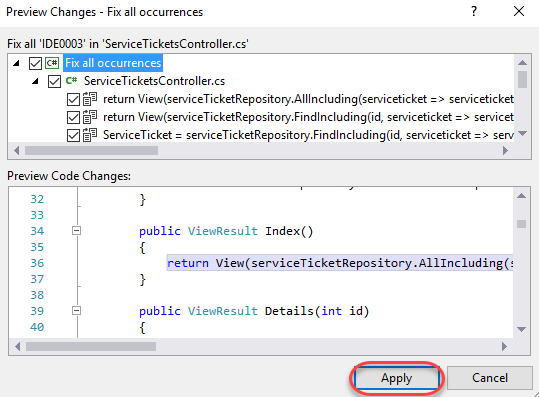 Preview Changes - Fix all occurrences
Fix all 'IDE0003' in 'ServiceTicketsController.cs'
C# Fix all occurrences
C# ServiceTicketsController.cs
return View(serviceTicketRepository.AllIncluding(serviceticket => serviceticket
return View(serviceTicketRepository.FindIncluding(id, serviceticket => servicet
ServiceTicket = serviceTicketRepository.FindIncluding(id, serviceticket => serv
Preview Code Changes:
32 }
33
34 public ViewResult Index()
35 {
36 return View(serviceTicketRepository.AllIncluding(s
37 }
38
39 public ViewResult Details(int id)
40 {
Apply Cancel